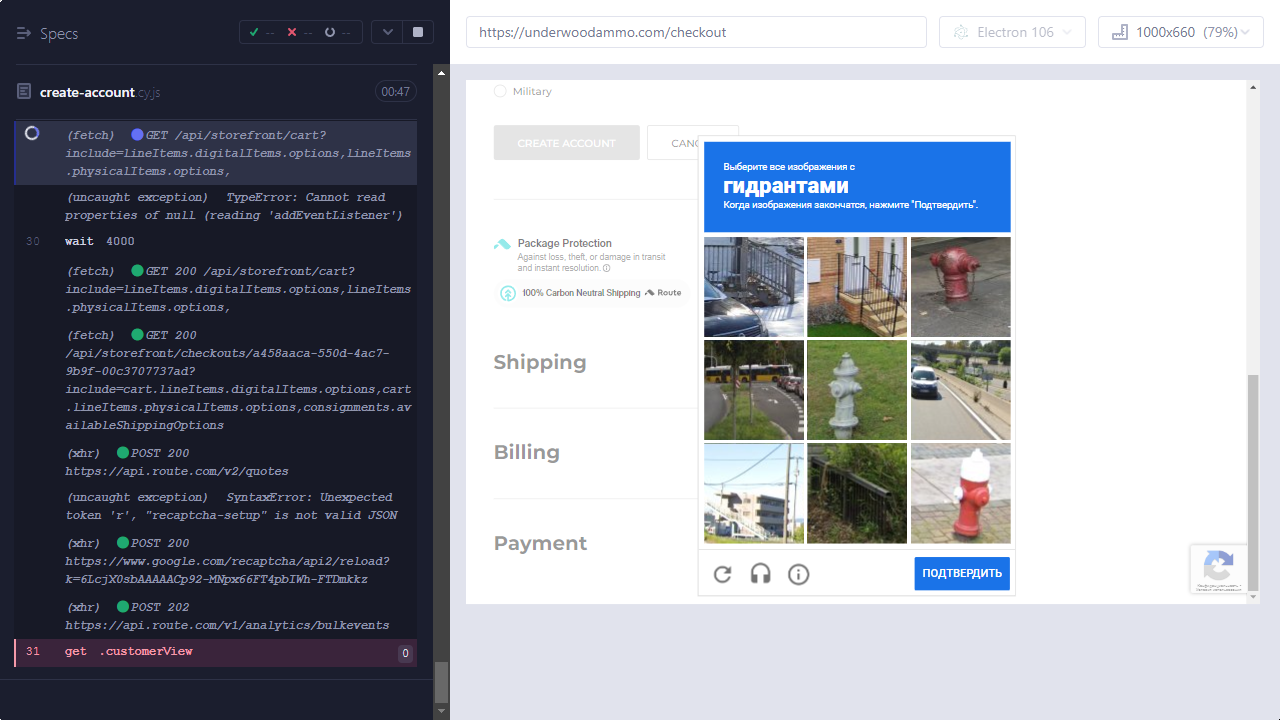 Specs
--
--
--
create-account.cy.js
00:47
(fetch) GET /api/storefront/cart?
include=lineItems.digitalItems.options,lineItems
.physicalItems.options,
(uncaught exception) TypeError: Cannot read
properties of null (reading 'addEventListener')
30 wait 4000
(fetch) GET 200 /api/storefront/cart?
include=lineItems.digitalItems.options,lineItems
.physicalItems.options,
(fetch) GET 200
/api/storefront/checkouts/a458aaca-550d-4ac7-
9b9f-00c3707737ad?
include=cart.lineItems.digitalItems.options,cart
.lineItems.physicalItems.options,consignments.av
ailableShippingOptions
(xhr) POST 200
https://api.route.com/v2/quotes
(uncaught exception) SyntaxError: Unexpected
token 'r', "recaptcha-setup" is not valid JSON
(xhr) POST 200
https://www.google.com/recaptcha/api2/reload?
k=6LcjX0sbAAAAACp92-MNpx66FT4pbIWh-FTDmkkz
(xhr) POST 202
https://api.route.com/v1/analytics/bulkevents
31 get .customerView 0
https://underwoodammo.com/checkout
Electron 106
1000x660 (79%)
Military
CREATE ACCOUNT
CANC
Package Protection
Against loss, theft, or damage in transit
and instant resolution.
100% Carbon Neutral Shipping Route
Shipping
Billing
Payment
Выберите все изображения с
гидрантами
Когда изображения закончатся, нажмите "Подтвердить".
ПОДТВЕРДИТЬ